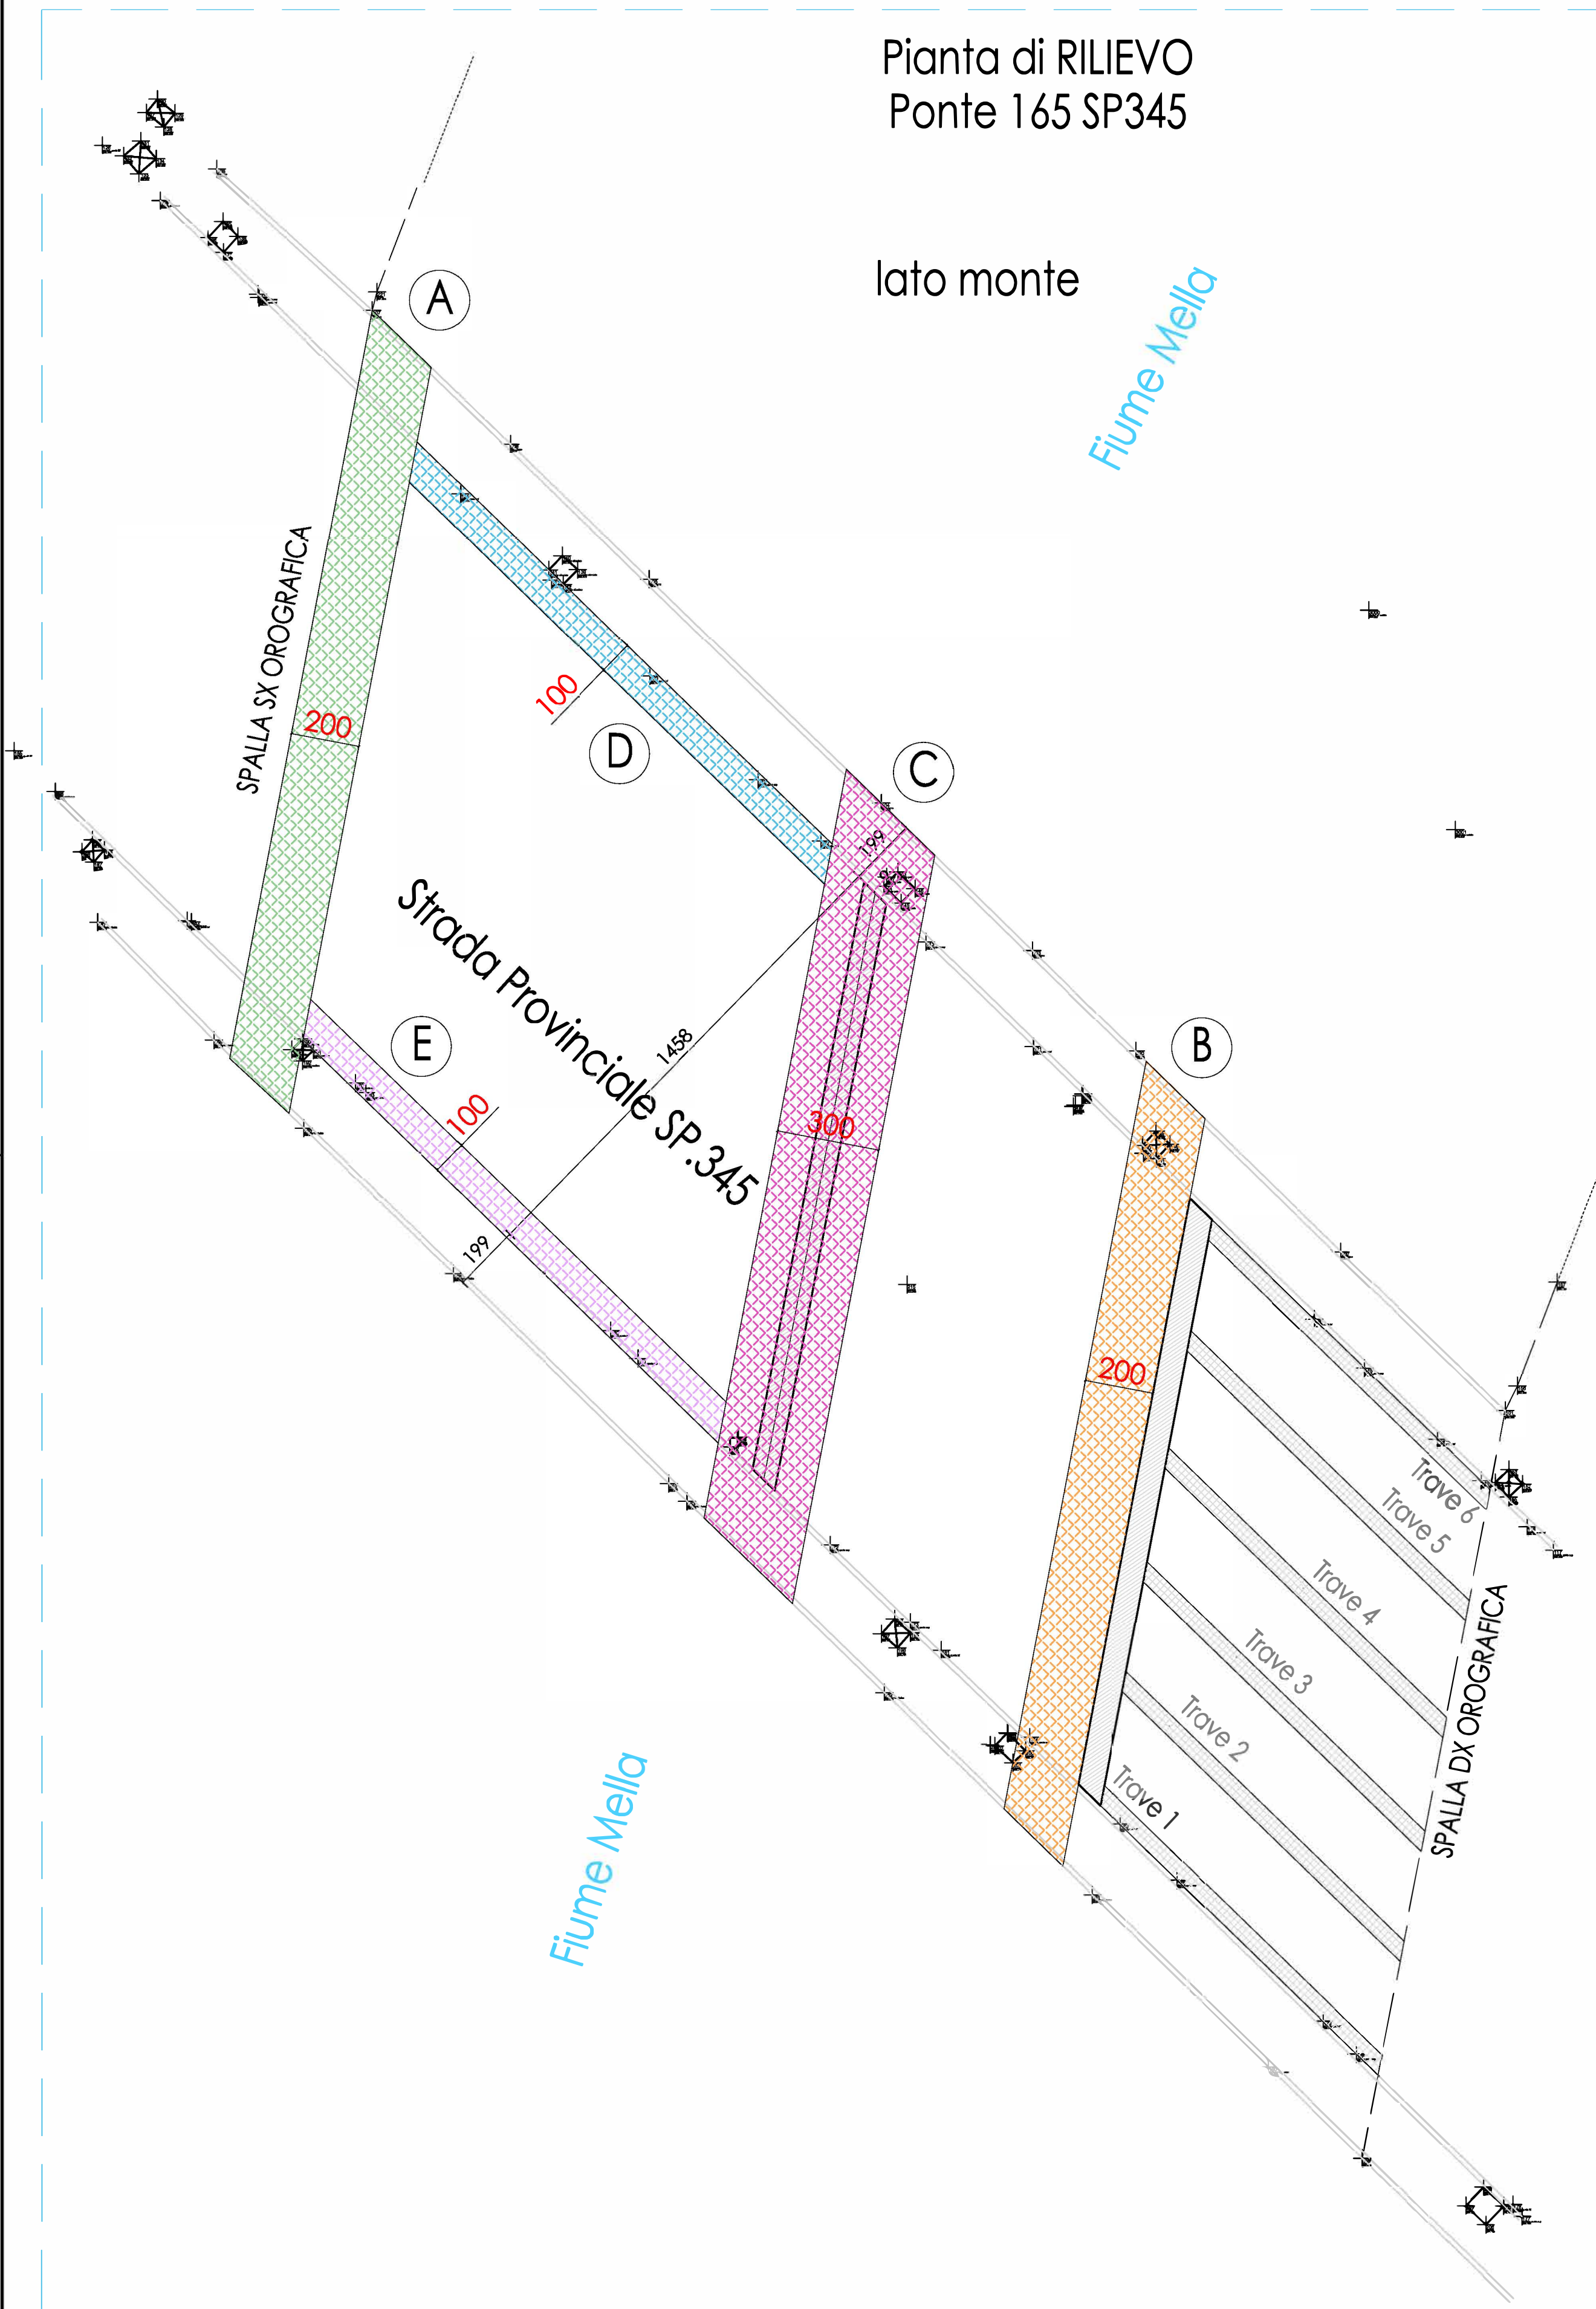 Pianta di RILIEVO
Ponte 165 SP345
lato monte
Fiume Mella
A
SPALLA SX OROGRAFICA
200
100
D
C
199
Strada Provinciale SP.345
1458
E
100
199
300
B
200
Trave 6
Trave 5
Trave 4
Trave 3
Trave 2
Trave 1
SPALLA DX OROGRAFICA
Fiume Mella